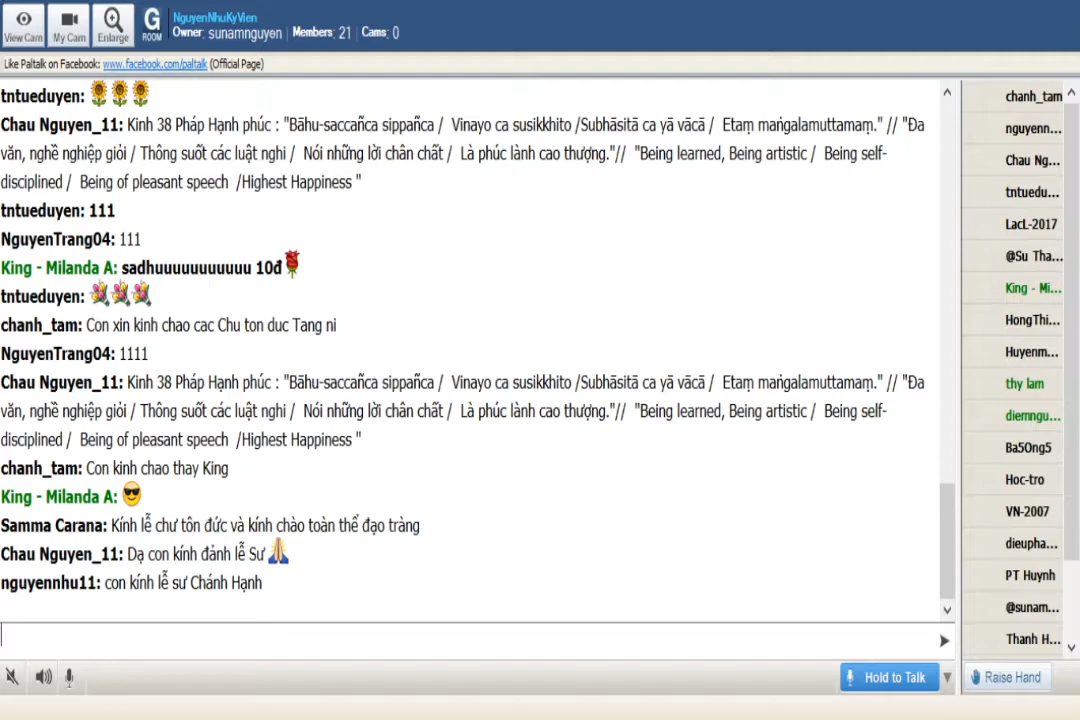 View Cam
My Cam
Enlarge
G
ROOM
NguyenNhuKyVien
Owner: sunamnguyen | Members: 21 | Cams: 0
Like Paltalk on Facebook: www.facebook.com/paltalk (Official Page)
tntueduyen:
Chau Nguyen_11: Kinh 38 Pháp Hạnh phúc : "Bāhu-saccañca sippañca / Vinayo ca susikkhito /Subhāsitā ca yā vācā / Etaṃ maṅgalamuttamaṃ." // "Đa
văn, nghề nghiệp giỏi / Thông suốt các luật nghi / Nói những lời chân chất / Là phúc lành cao thượng."// "Being learned, Being artistic / Being self-
disciplined / Being of pleasant speech /Highest Happiness "
tntueduyen: 111
NguyenTrang04: 111
King - Milanda A: sadhuuuuuuuuuuu 10đ
tntueduyen:
chanh_tam: Con xin kinh chao cac Chu ton duc Tang ni
NguyenTrang04: 1111
Chau Nguyen_11: Kinh 38 Pháp Hạnh phúc : "Bāhu-saccañca sippañca / Vinayo ca susikkhito /Subhāsitā ca yā vācā / Etaṃ maṅgalamuttamaṃ." // "Đa
văn, nghề nghiệp giỏi / Thông suốt các luật nghi / Nói những lời chân chất / Là phúc lành cao thượng."// "Being learned, Being artistic / Being self-
disciplined / Being of pleasant speech /Highest Happiness "
chanh_tam: Con kinh chao thay King
King - Milanda A:
Samma Carana: Kính lễ chư tôn đức và kính chào toàn thể đạo tràng
Chau Nguyen_11: Dạ con kính đảnh lễ Sư
nguyennhu11: con kính lễ sư Chánh Hạnh
Hold to Talk
chanh_tam
nguyenn...
Chau Ng...
tntuedu...
LacL-2017
@Su Tha...
King - Mi...
HongThi...
Huyenm...
thy lam
diemngu...
Ba5Ong5
Hoc-tro
VN-2007
dieupha...
PT Huynh
@sunam...
Thanh H...
Raise Hand